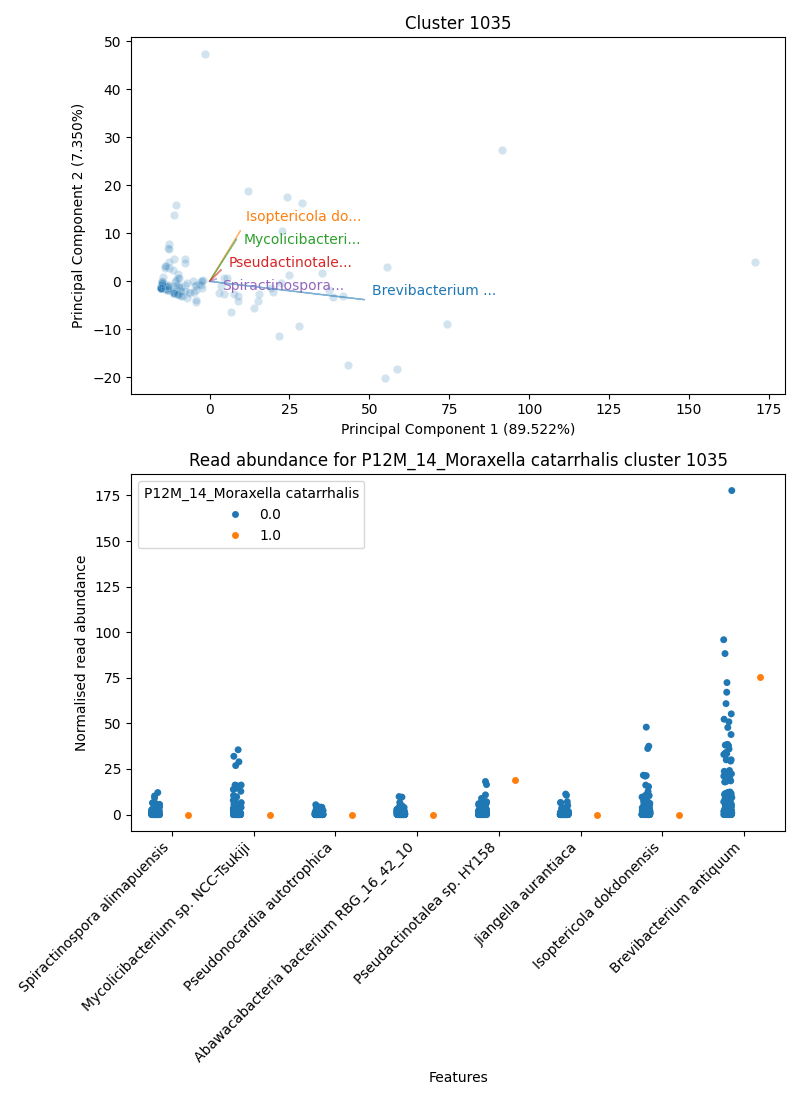 Cluster 1035
50
40
30
20
10
0
−10
−20
Principal Component 2 (7.350%)
Isoptericola do...
Mycolicibacteri...
Pseudactinotale...
Spiractinospora...
Brevibacterium ...
0
25
50
75
100
125
150
175
Principal Component 1 (89.522%)
Read abundance for P12M_14_Moraxella catarrhalis cluster 1035
P12M_14_Moraxella catarrhalis
0.0
1.0
175
150
125
100
75
50
25
0
Normalised read abundance
Spiractinospora alimapuensis
Mycolicibacterium sp. NCC-Tsukiji
Pseudonocardia autotrophica
Abawacabacteria bacterium RBG_16_42_10
Pseudactinotalea sp. HY158
Jiangella aurantiaca
Isoptericola dokdonensis
Brevibacterium antiquum
Features